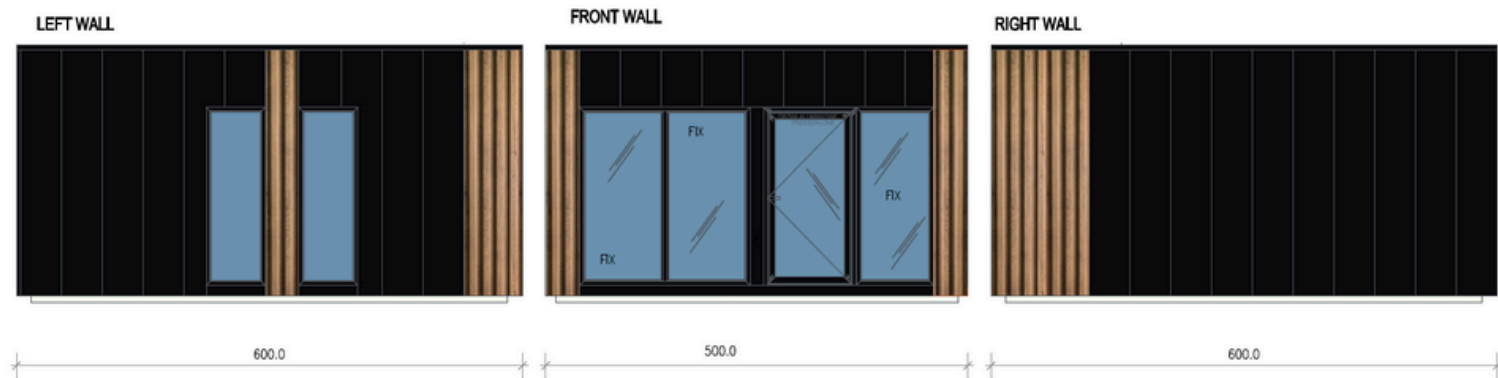 LEFT WALL
FRONT WALL
RIGHT WALL
FIX
FIX
FIX
600.0
500.0
600.0